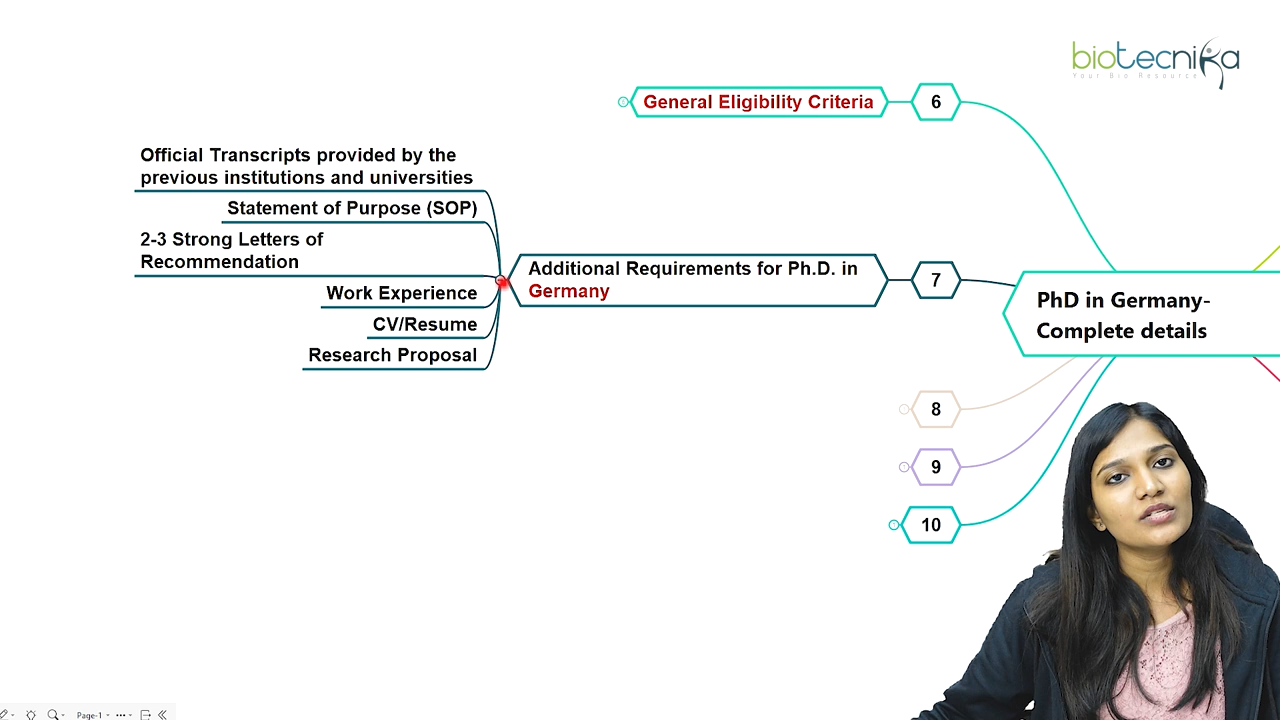 biotecnika
Your Bio Resource
General Eligibility Criteria
6
Official Transcripts provided by the
previous institutions and universities
Statement of Purpose (SOP)
2-3 Strong Letters of
Recommendation
Work Experience
CV/Resume
Research Proposal
Additional Requirements for Ph.D. in
Germany
7
PhD in Germany-
Complete details
8
9
10
Page-1